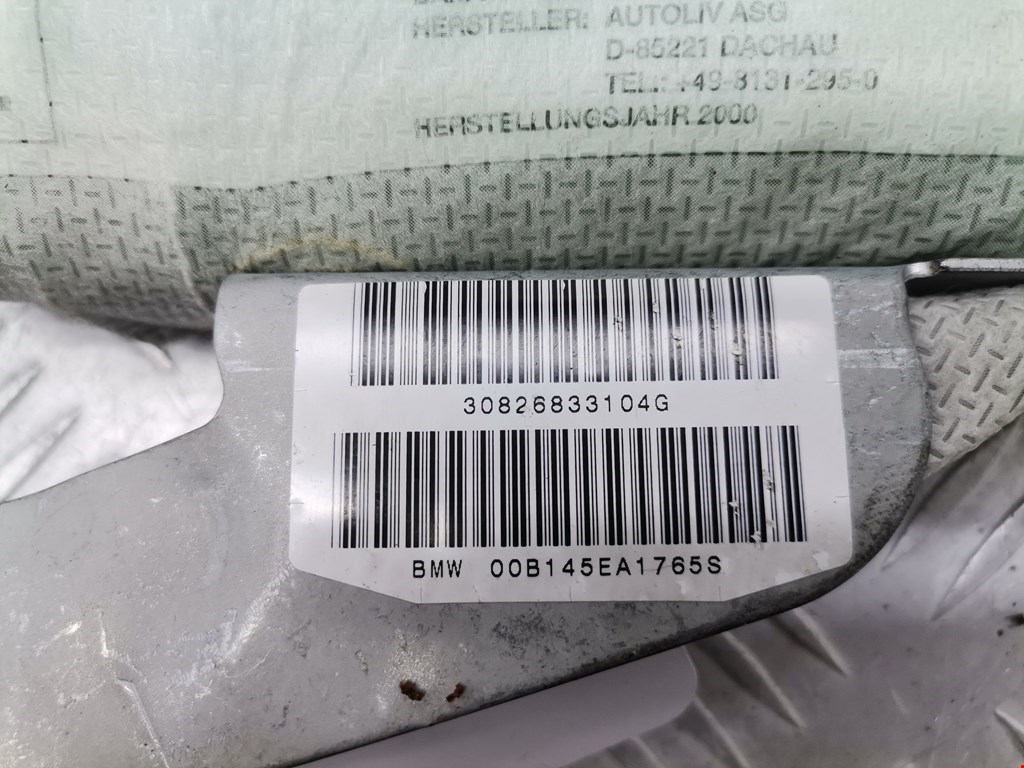 HERSTELLER: AUTOLIV ASG
D-85221 DACHAU
TEL.: +49-8131-295-0
HERSTELLUNGSJAHR 2000
30826833104G
BMW 00B145EA1765S